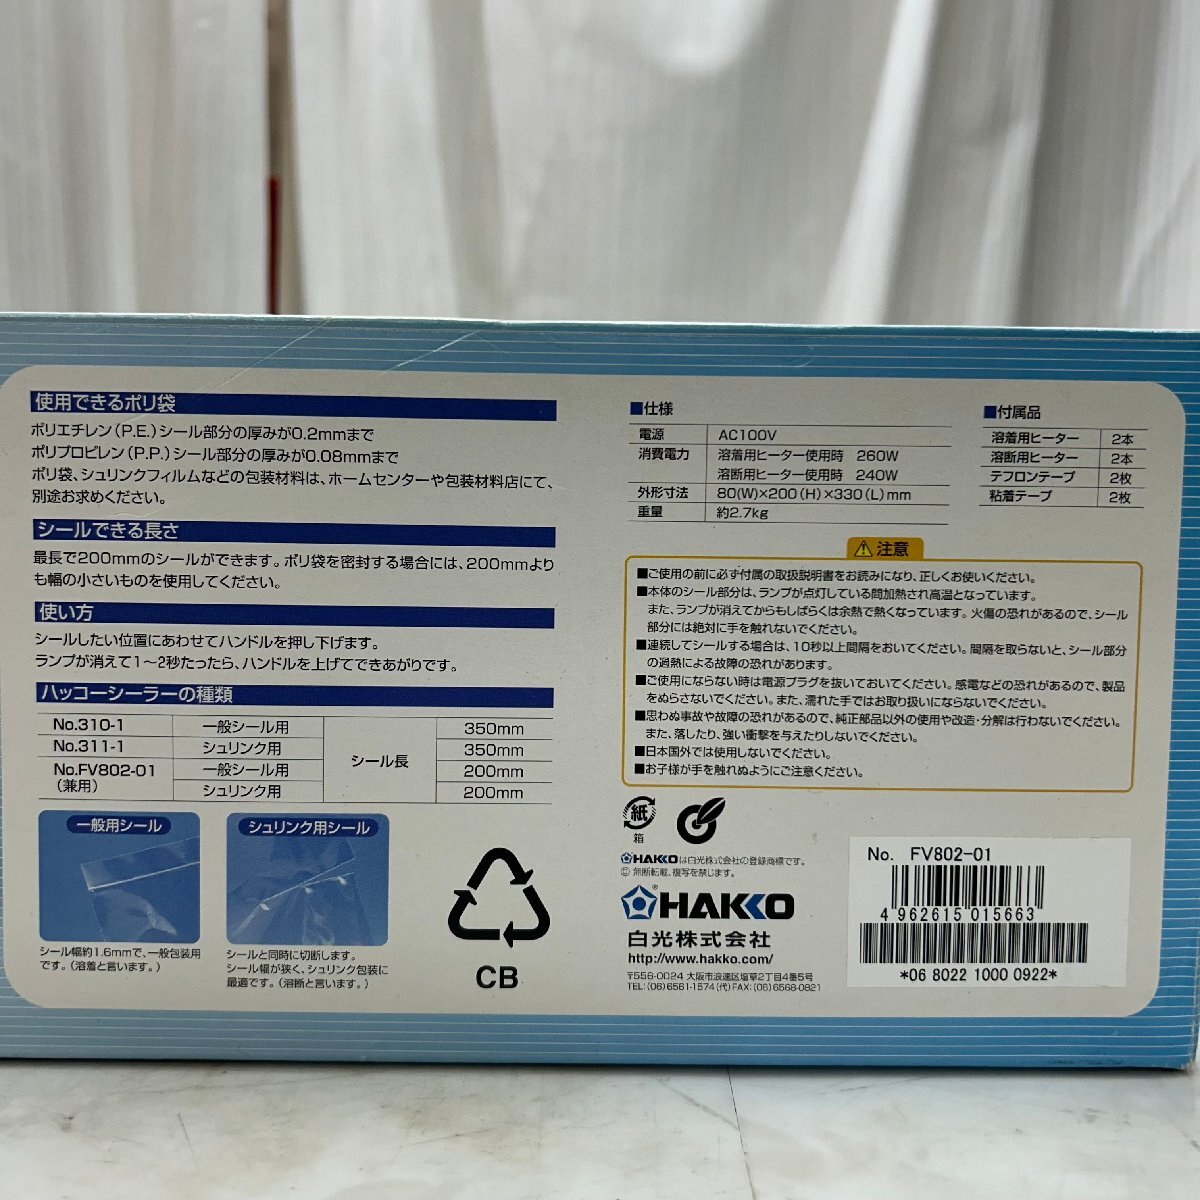 使用できるポリ袋
ポリエチレン(P.E.)シール部分の厚みが0.2mmまで
ポリプロピレン(P.P.)シール部分の厚みが0.08mmまで
ポリ袋、シュリンクフィルムなどの包装材料は、ホームセンターや包装材料店にて、
別途お求めください。
シールできる長さ
最長で200mmのシールができます。ポリ袋を密封する場合には、200mmより
も幅の小さいものを使用してください。
使い方
シールしたい位置にあわせてハンドルを押し下げます。
ランプが消えて1〜2秒たったら、ハンドルを上げてできあがりです。
ハッコーシーラーの種類
No.310-1 一般シール用 シール長 350mm
No.311-1 シュリンク用 350mm
No.FV802-01 一般シール用 200mm
(兼用) シュリンク用 200mm
一般用シール
シール幅約1.6mmで、一般包装用
です。(溶着と言います。)
シュリンク用シール
シールと同時に切断します。
シール幅が狭く、シュリンク包装に
最適です。(溶断と言います。)
CB
■仕様
電源 AC100V
消費電力 溶着用ヒーター使用時 260W
溶断用ヒーター使用時 240W
外形寸法 80(W)×200(H)×330(L)mm
重量 約2.7kg
■付属品
溶着用ヒーター 2本
溶断用ヒーター 2本
テフロンテープ 2枚
粘着テープ 2枚
注意
■ご使用の前に必ず付属の取扱説明書をお読みになり、正しくお使いください。
■本体のシール部分は、ランプが点灯している間加熱され高温となっています。
また、ランプが消えてからもしばらくは余熱で熱くなっています。火傷の恐れがあるので、シール
部分には絶対に手を触れないでください。
■連続してシールする場合は、10秒以上間隔をおいてください。間隔を取らないと、シール部分
の過熱による故障の恐れがあります。
■ご使用にならない時は電源プラグを抜いておいてください。感電などの恐れがあるので、製品
をぬらさないでください。また、濡れた手ではお取り扱いにならないでください。
■思わぬ事故や故障の恐れがあるので、純正部品以外の使用や改造・分解は行わないでください。
また、落したり、強い衝撃を与えたりしないでください。
■日本国外では使用しないでください。
■お子様が手を触れぬようにご注意ください。
紙
箱
HAKKOは白光株式会社の登録商標です。
© 無断転載、複写を禁じます。
HAKKO®
白光株式会社
http://www.hakko.com/
〒556-0024 大阪市浪速区塩草2丁目4番5号
TEL:(06)6561-1574(代) FAX:(06)6568-0821
No. FV802-01
4 962615 015663
*06 8022 1000 0922*